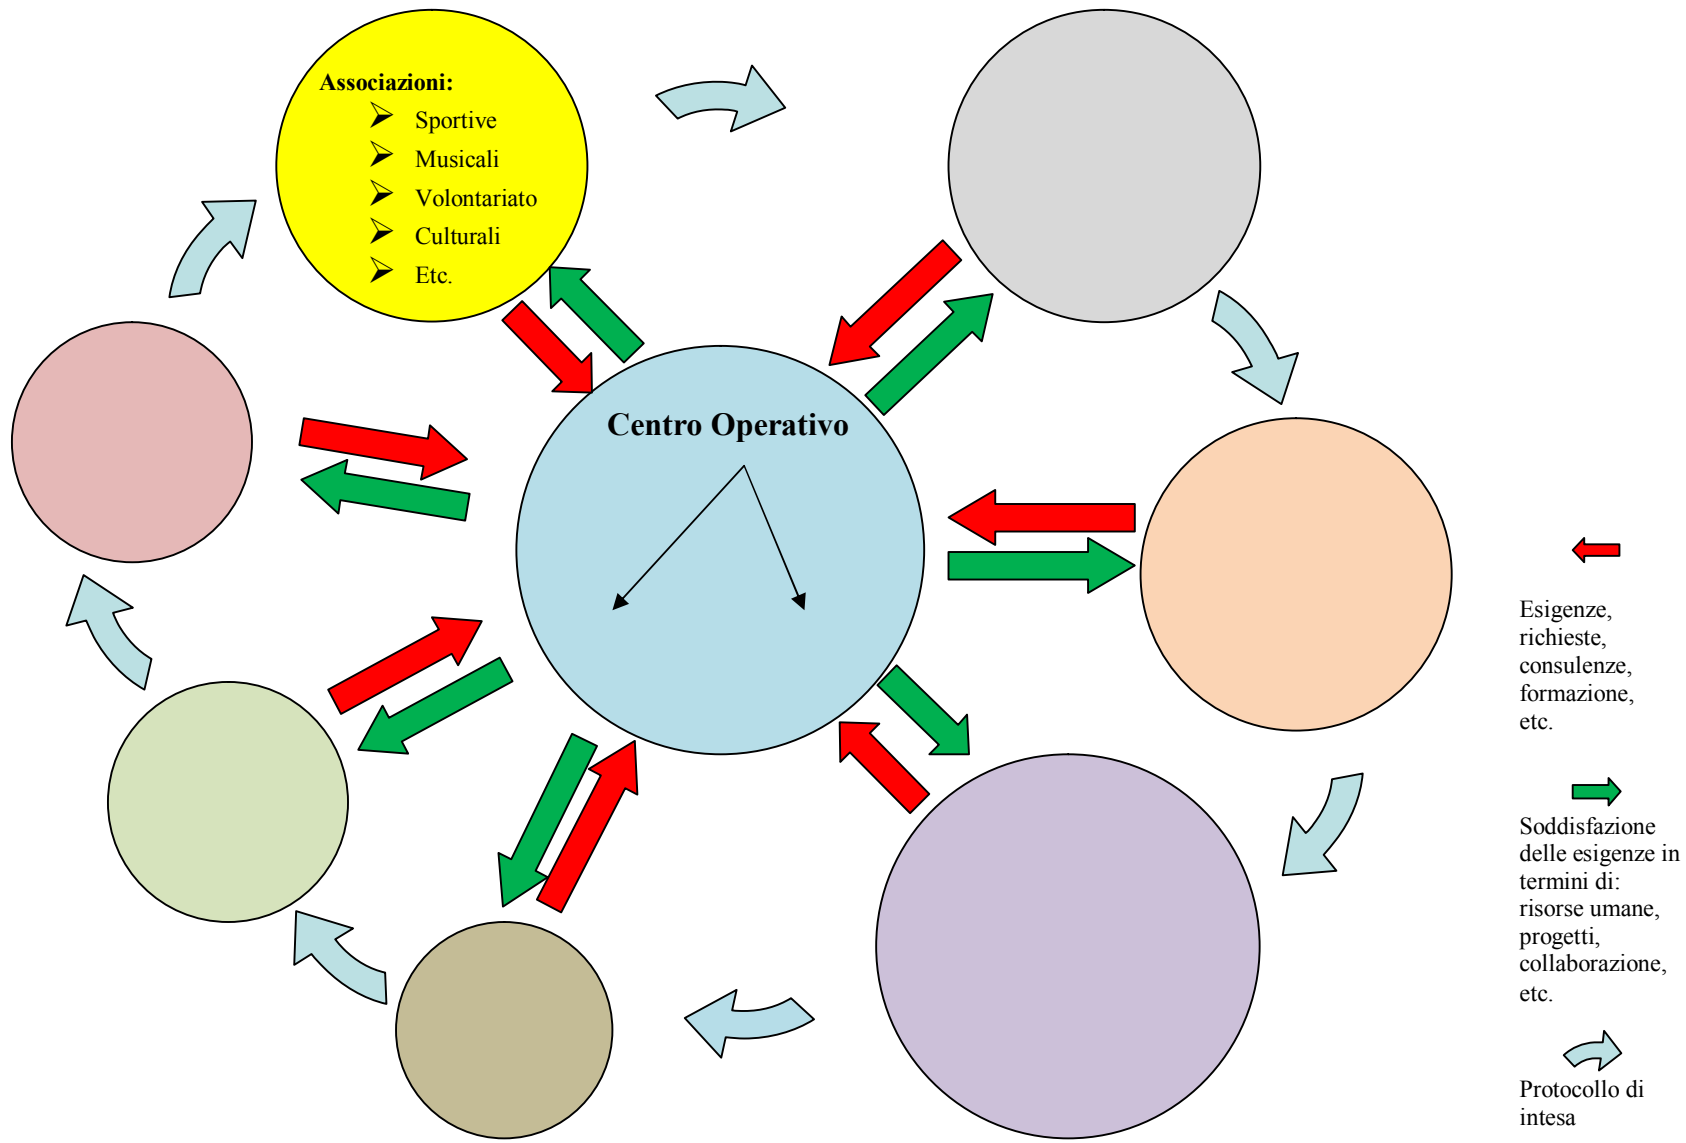 Associazioni:
Sportive
Musicali
Volontariato
Culturali
Etc.
Centro Operativo
Esigenze,
richieste,
consulenze,
formazione,
etc.
Soddisfazione
delle esigenze in
termini di:
risorse umane,
progetti,
collaborazione,
etc.
Protocollo di
intesa